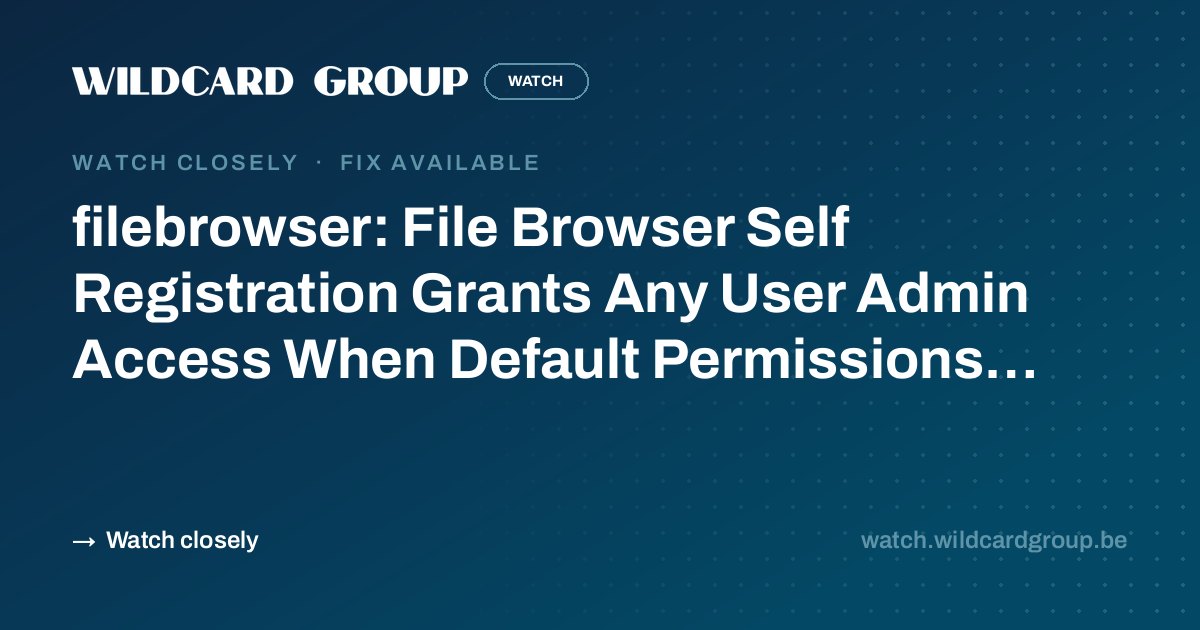 WILDCARD GROUP WATCH
WATCH CLOSELY · FIX AVAILABLE
filebrowser: File Browser Self
Registration Grants Any User Admin
Access When Default Permissions...
→ Watch closely
watch.wildcardgroup.be